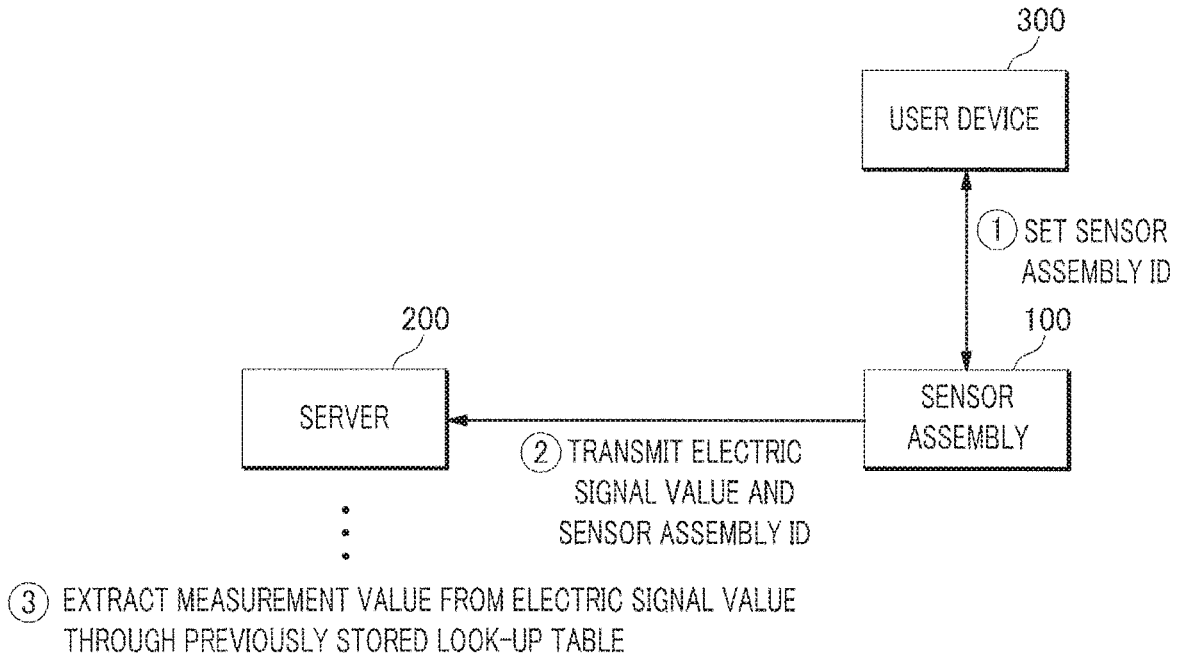 300
USER DEVICE
① SET SENSOR
ASSEMBLY ID
200
100
SERVER
SENSOR
ASSEMBLY
② TRANSMIT ELECTRIC
SIGNAL VALUE AND
SENSOR ASSEMBLY ID
③ EXTRACT MEASUREMENT VALUE FROM ELECTRIC SIGNAL VALUE
THROUGH PREVIOUSLY STORED LOOK-UP TABLE